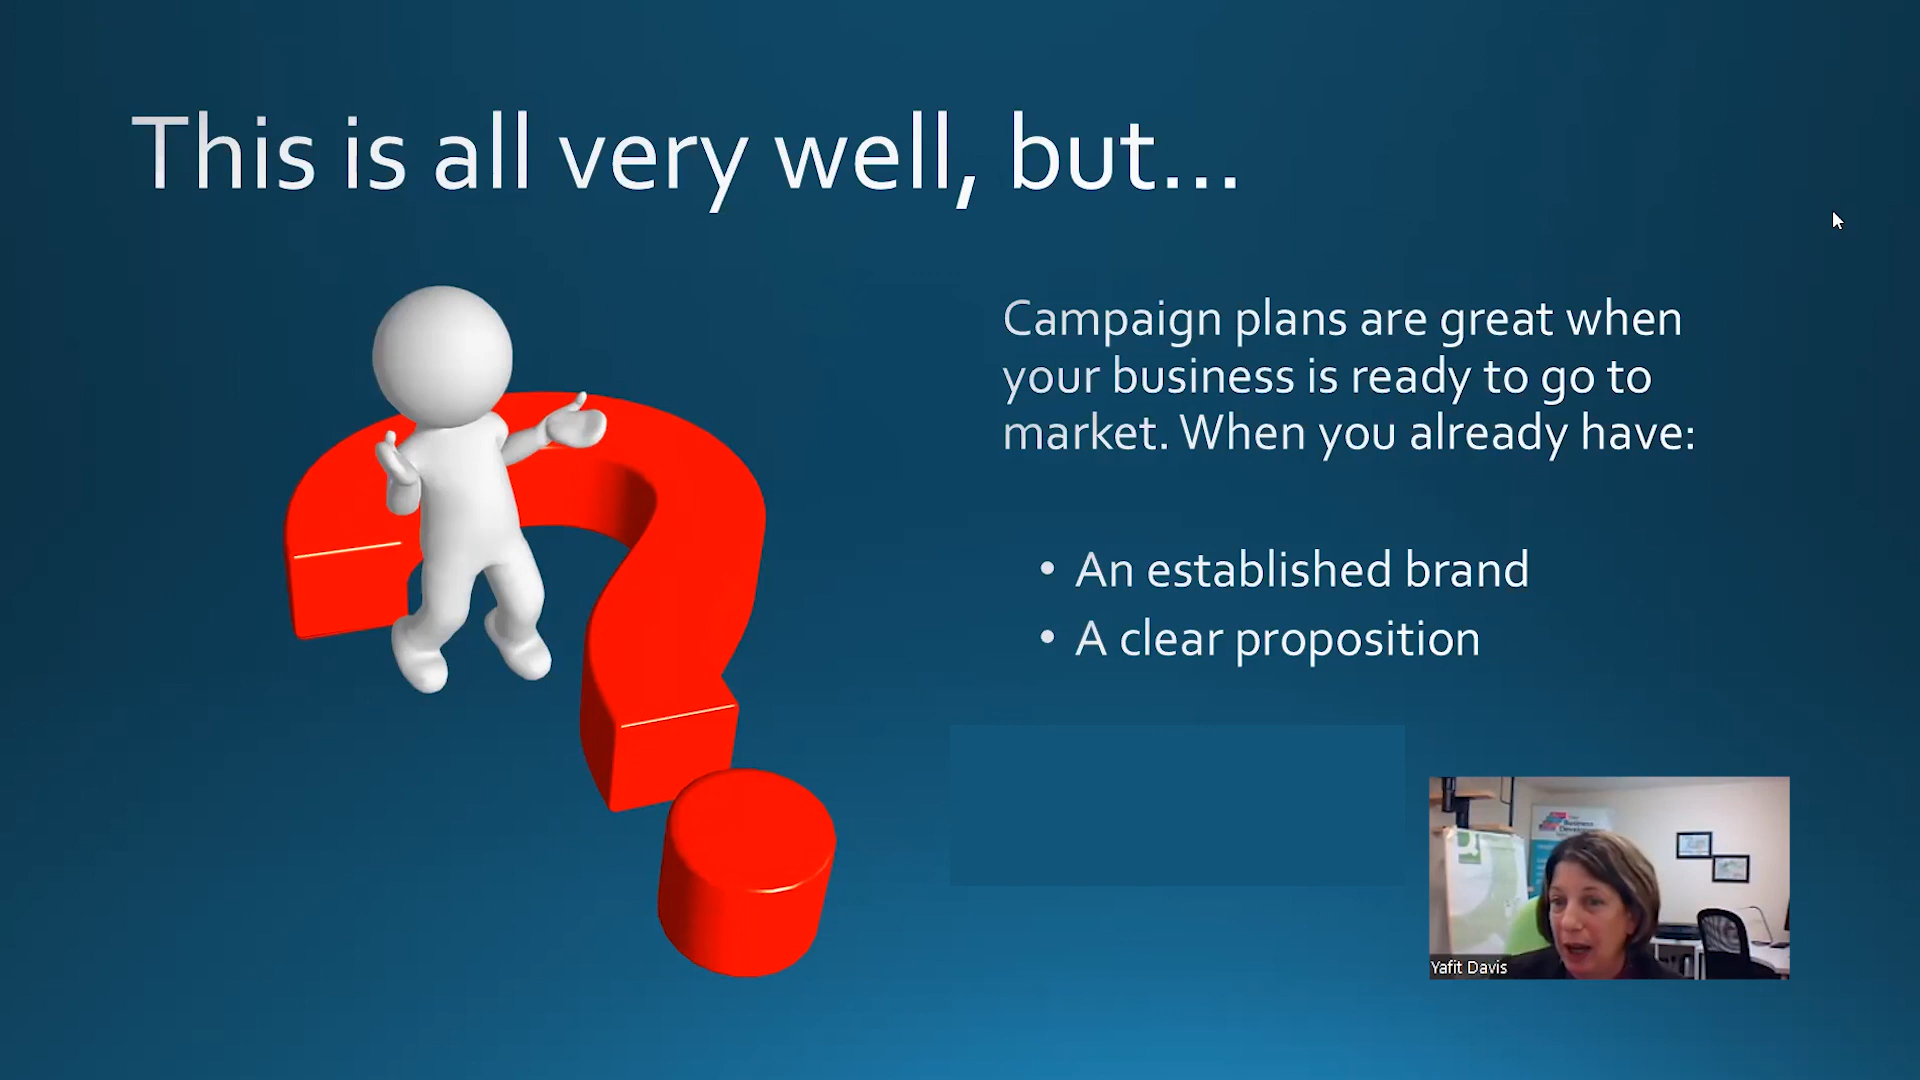 This is all very well, but...
Campaign plans are great when
your business is ready to go to
market. When you already have:
• An established brand
• A clear proposition
Business
Yafit Davis